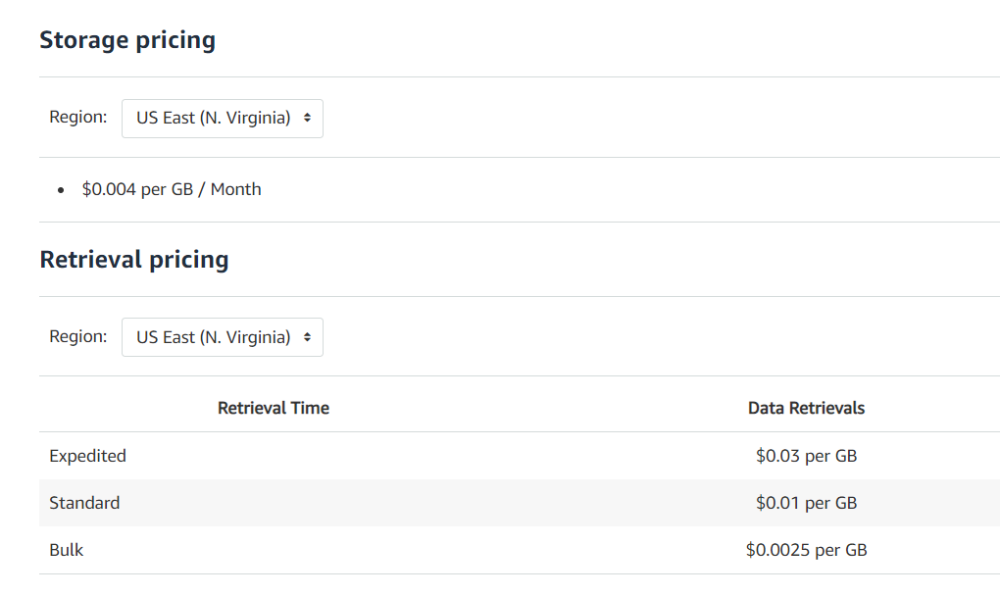 Storage pricing
Region: US East (N. Virginia)
• $0.004 per GB / Month
Retrieval pricing
Region: US East (N. Virginia)
Retrieval Time Data Retrievals
Expedited $0.03 per GB
Standard $0.01 per GB
Bulk $0.0025 per GB